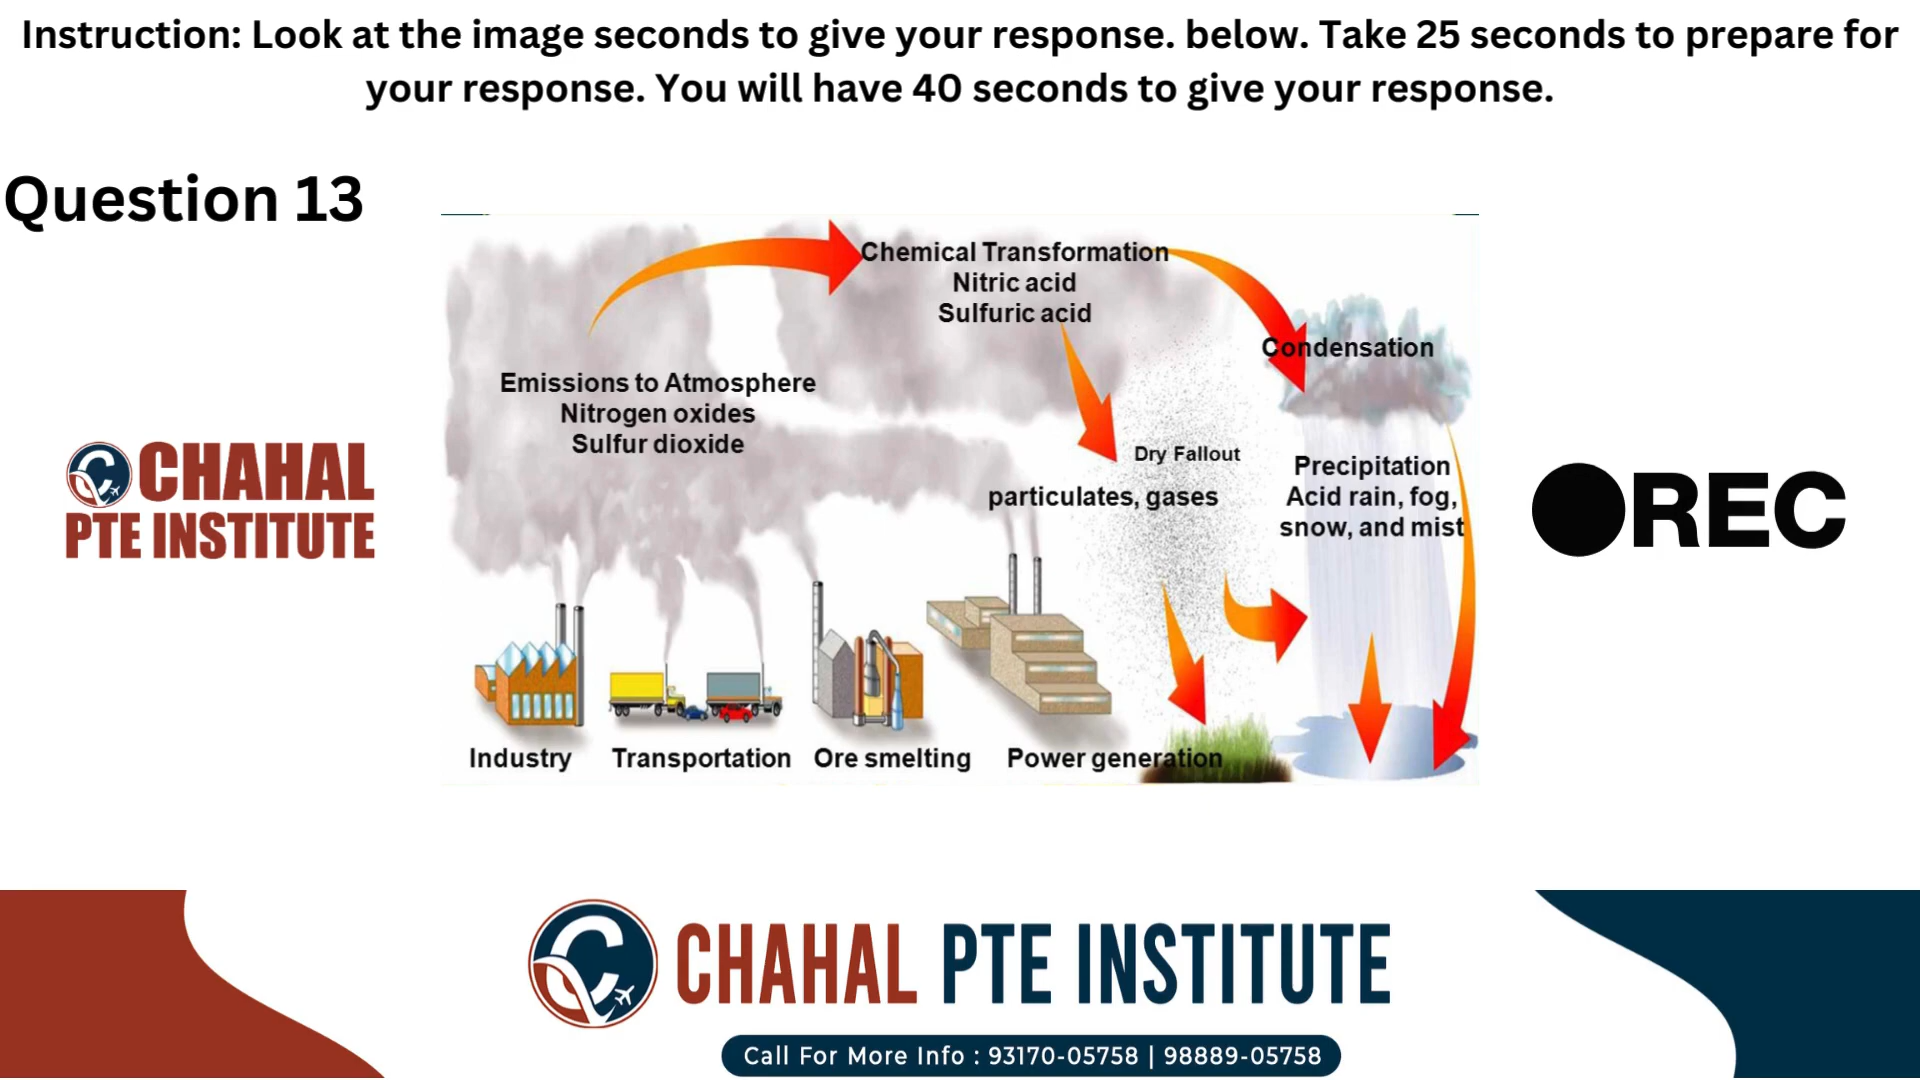 Instruction: Look at the image seconds to give your response. below. Take 25 seconds to prepare for
your response. You will have 40 seconds to give your response.
Question 13
Chemical Transformation
Nitric acid
Sulfuric acid
Condensation
Emissions to Atmosphere
Nitrogen oxides
Sulfur dioxide
Dry Fallout
particulates, gases
Precipitation
Acid rain, fog,
snow, and mist
CHAHAL
PTE INSTITUTE
REC
Industry
Transportation
Ore smelting
Power generation
CHAHAL PTE INSTITUTE
Call For More Info : 93170-05758 | 98889-05758